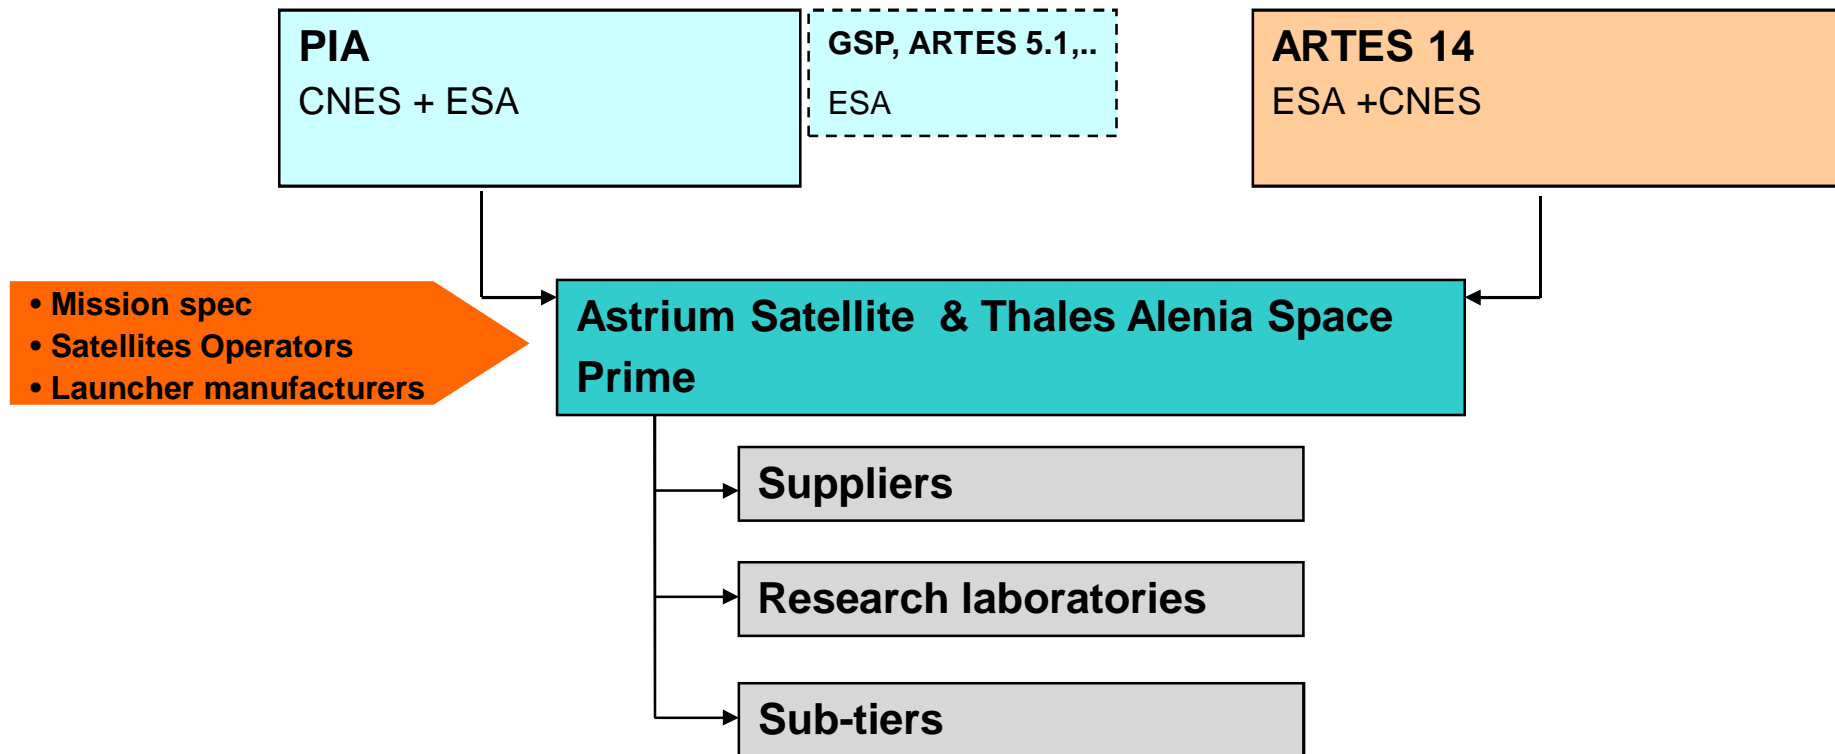 PIA
CNES + ESA
GSP, ARTES 5.1,..
ESA
ARTES 14
ESA +CNES
• Mission spec
• Satellites Operators
• Launcher manufacturers
Astrium Satellite & Thales Alenia Space
Prime
Suppliers
Research laboratories
Sub-tiers